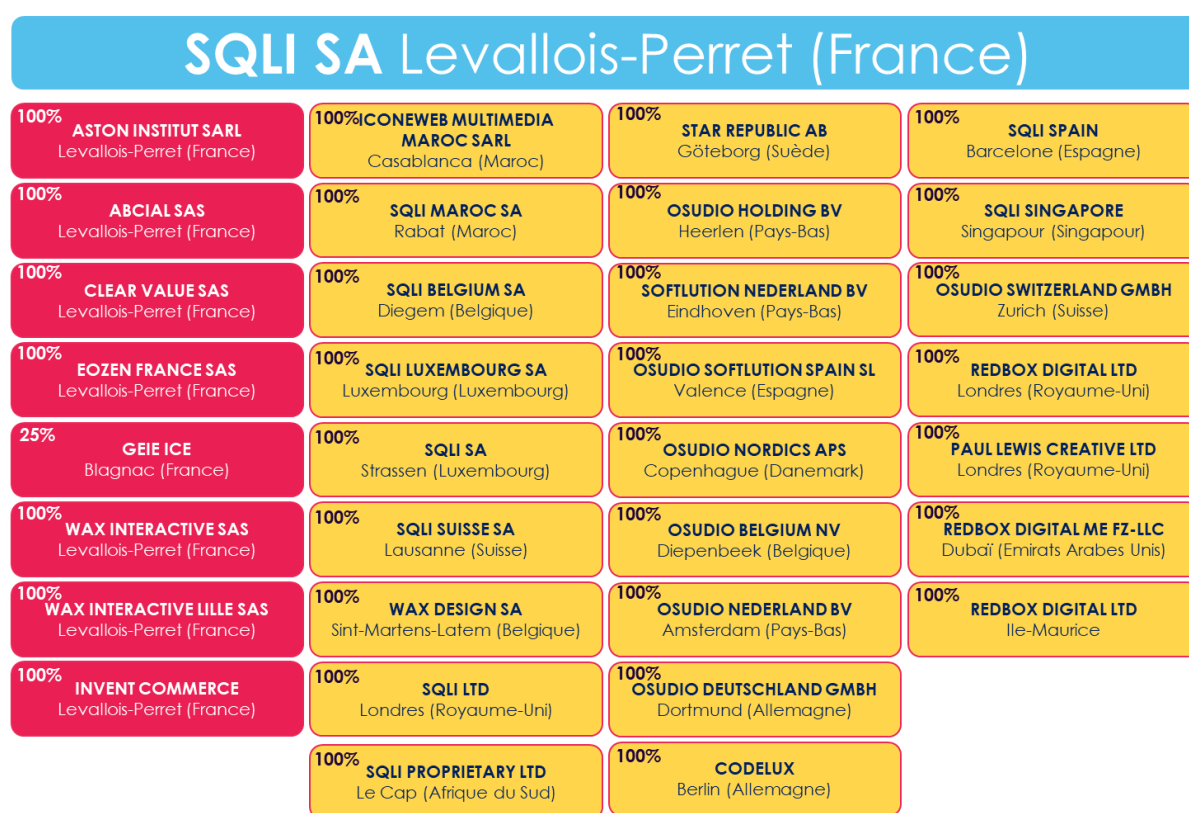 SQLI SA Levallois-Perret (France)
100%
ASTON INSTITUT SARL
Levallois-Perret (France)
100%
ABCIAL SAS
Levallois-Perret (France)
100%
CLEAR VALUE SAS
Levallois-Perret (France)
100%
EOZEN FRANCE SAS
Levallois-Perret (France)
25%
GEIE ICE
Blagnac (France)
100%
WAX INTERACTIVE SAS
Levallois-Perret (France)
100%
WAX INTERACTIVE LILLE SAS
Levallois-Perret (France)
100%
INVENT COMMERCE
Levallois-Perret (France)
100%
ICONEWEB MULTIMEDIA
MAROC SARL
Casablanca (Maroc)
100%
SQLI MAROC SA
Rabat (Maroc)
100%
SQLI BELGIUM SA
Diegem (Belgique)
100%
SQLI LUXEMBOURG SA
Luxembourg (Luxembourg)
100%
SQLI SA
Strassen (Luxembourg)
100%
SQLI SUISSE SA
Lausanne (Suisse)
100%
WAX DESIGN SA
Sint-Martens-Latem (Belgique)
100%
SQLI LTD
Londres (Royaume-Uni)
100%
SQLI PROPRIETARY LTD
Le Cap (Afrique du Sud)
100%
STAR REPUBLIC AB
Göteborg (Suède)
100%
OSUDIO HOLDING BV
Heerlen (Pays-Bas)
100%
SOFTLUTION NEDERLAND BV
Eindhoven (Pays-Bas)
100%
OSUDIO SOFTLUTION SPAIN SL
Valence (Espagne)
100%
OSUDIO NORDICS APS
Copenhague (Danemark)
100%
OSUDIO BELGIUM NV
Diepenbeek (Belgique)
100%
OSUDIO NEDERLAND BV
Amsterdam (Pays-Bas)
100%
OSUDIO DEUTSCHLAND GMBH
Dortmund (Allemagne)
100%
CODELUX
Berlin (Allemagne)
100%
SQLI SPAIN
Barcelone (Espagne)
100%
SQLI SINGAPORE
Singapour (Singapour)
100%
OSUDIO SWITZERLAND GMBH
Zurich (Suisse)
100%
REDBOX DIGITAL LTD
Londres (Royaume-Uni)
100%
PAUL LEWIS CREATIVE LTD
Londres (Royaume-Uni)
100%
REDBOX DIGITAL ME FZ-LLC
Dubaï (Emirats Arabes Unis)
100%
REDBOX DIGITAL LTD
Ile-Maurice